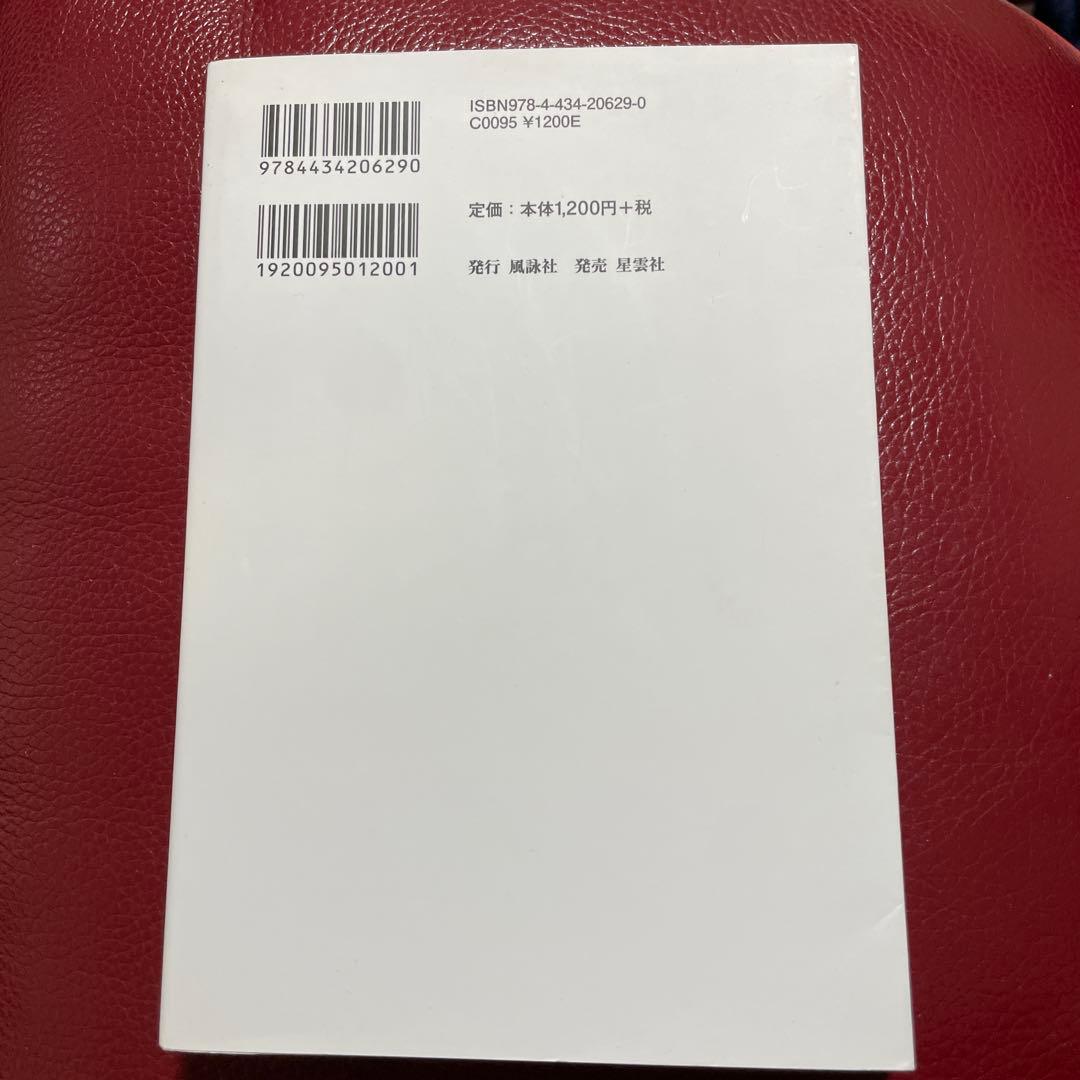 ISBN978-4-434-20629-0
C0095 ¥1200E
9784434206290
定価：本体1,200円＋税
1920095012001
発行 風詠社　発売 星雲社